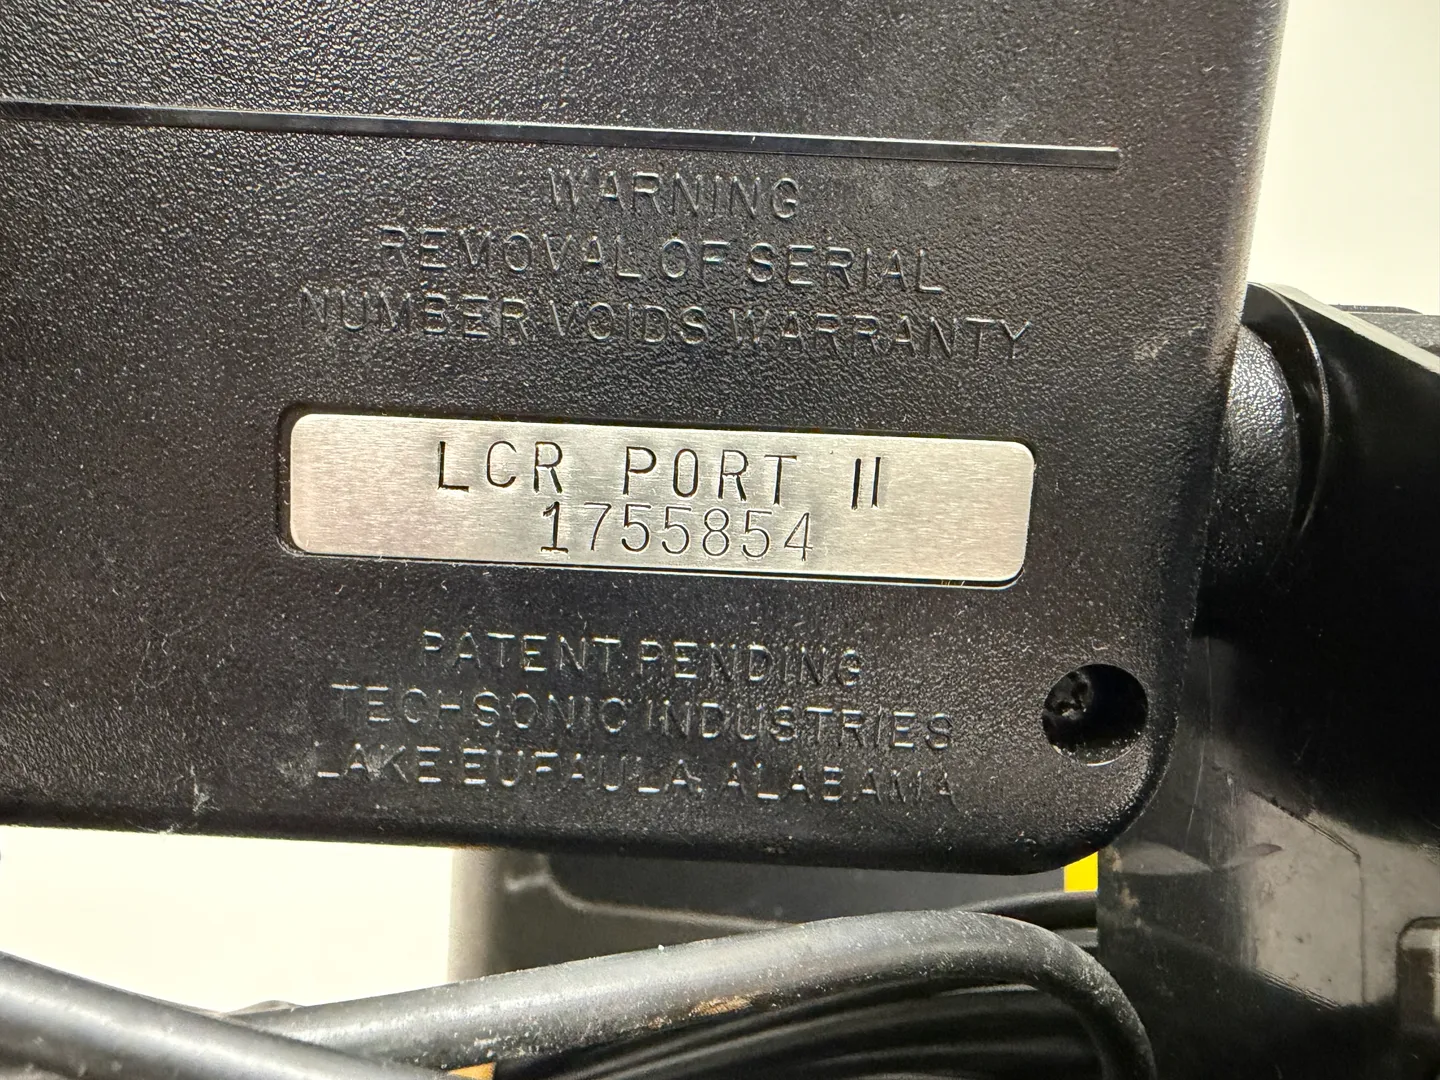 WARNING
REMOVAL OF SERIAL
NUMBER VOIDS WARRANTY
LCR PORT II
1755854
PATENT PENDING
TECHSONIC INDUSTRIES
LAKE EUFAULA, ALABAMA